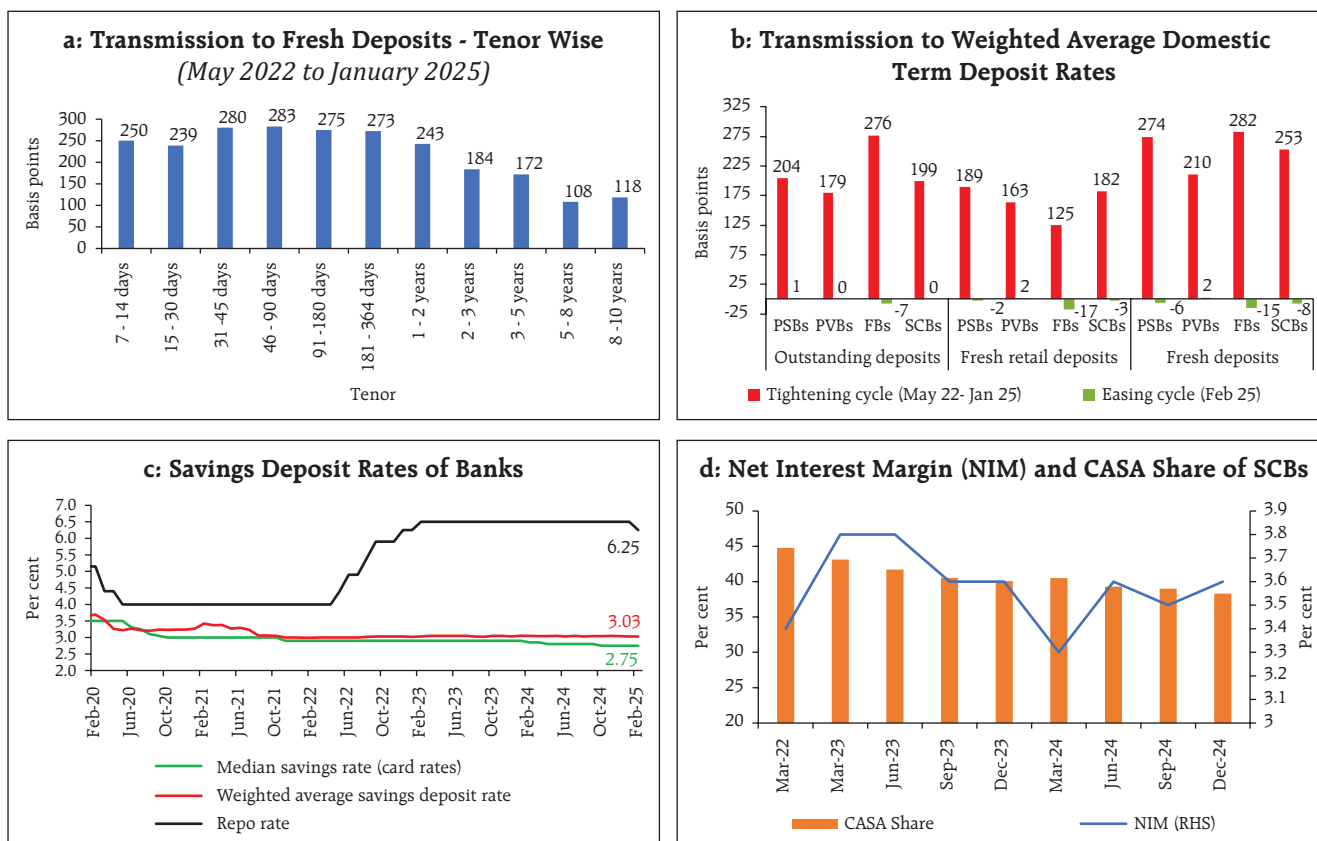 a: Transmission to Fresh Deposits - Tenor Wise
(May 2022 to January 2025)
Basis points
300
250
200
150
100
50
0
250
239
280
283
275
273
243
184
172
108
118
7 - 14 days
15 - 30 days
31 -45 days
46 - 90 days
91 -180 days
181 - 364 days
1 - 2 years
2 - 3 years
3 - 5 years
5 - 8 years
8 -10 years
Tenor
b: Transmission to Weighted Average Domestic
Term Deposit Rates
Basis points
325
275
225
175
125
75
25
-25
204
1
179
0
276
-7
199
0
189
-2
163
2
125
-17
182
-3
274
-6
210
2
282
-15
253
-8
PSBs
PVBs
FBs
SCBs
PSBs
PVBs
FBs
SCBs
PSBs
PVBs
FBs
SCBs
Outstanding deposits
Fresh retail deposits
Fresh deposits
Tightening cycle (May 22- Jan 25)
Easing cycle (Feb 25)
c: Savings Deposit Rates of Banks
Per cent
7.0
6.5
6.0
5.5
5.0
4.5
4.0
3.5
3.0
2.5
2.0
6.25
3.03
2.75
Feb-20
Jun-20
Oct-20
Feb-21
Jun-21
Oct-21
Feb-22
Jun-22
Oct-22
Feb-23
Jun-23
Oct-23
Feb-24
Jun-24
Oct-24
Feb-25
Median savings rate (card rates)
Weighted average savings deposit rate
Repo rate
d: Net Interest Margin (NIM) and CASA Share of SCBs
Per cent
50
45
40
35
30
25
20
3.9
3.8
3.7
3.6
3.5
3.4
3.3
3.2
3.1
3
Per cent
Mar-22
Mar-23
Jun-23
Sep-23
Dec-23
Mar-24
Jun-24
Sep-24
Dec-24
CASA Share
NIM (RHS)